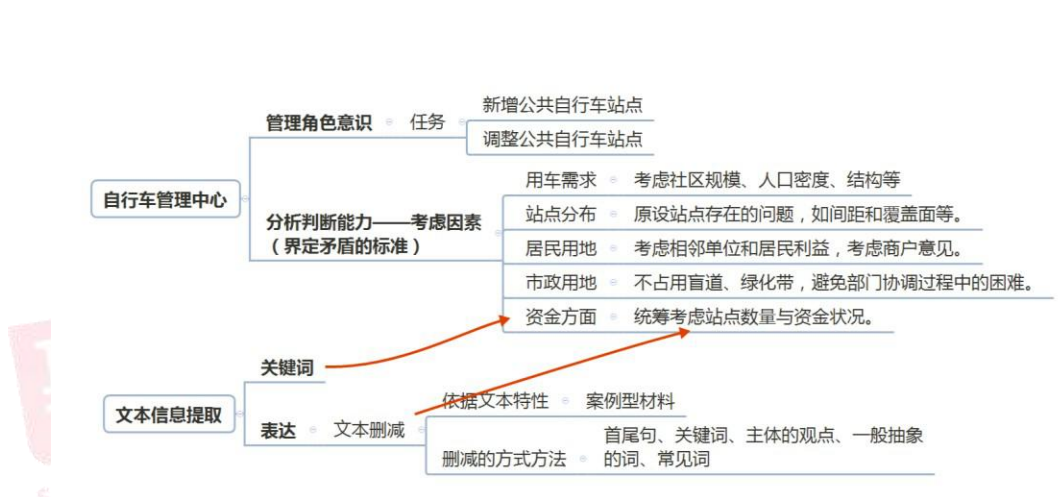 自行车管理中心
管理角色意识
任务
新增公共自行车站点
调整公共自行车站点
分析判断能力——考虑因素
（界定矛盾的标准）
用车需求
考虑社区规模、人口密度、结构等
站点分布
原设站点存在的问题，如间距和覆盖面等。
居民用地
考虑相邻单位和居民利益，考虑商户意见。
市政用地
不占用盲道、绿化带，避免部门协调过程中的困难。
资金方面
统筹考虑站点数量与资金状况。
文本信息提取
关键词
表达
文本删减
依据文本特性
案例型材料
删减的方式方法
首尾句、关键词、主体的观点、一般抽象
的词、常见词